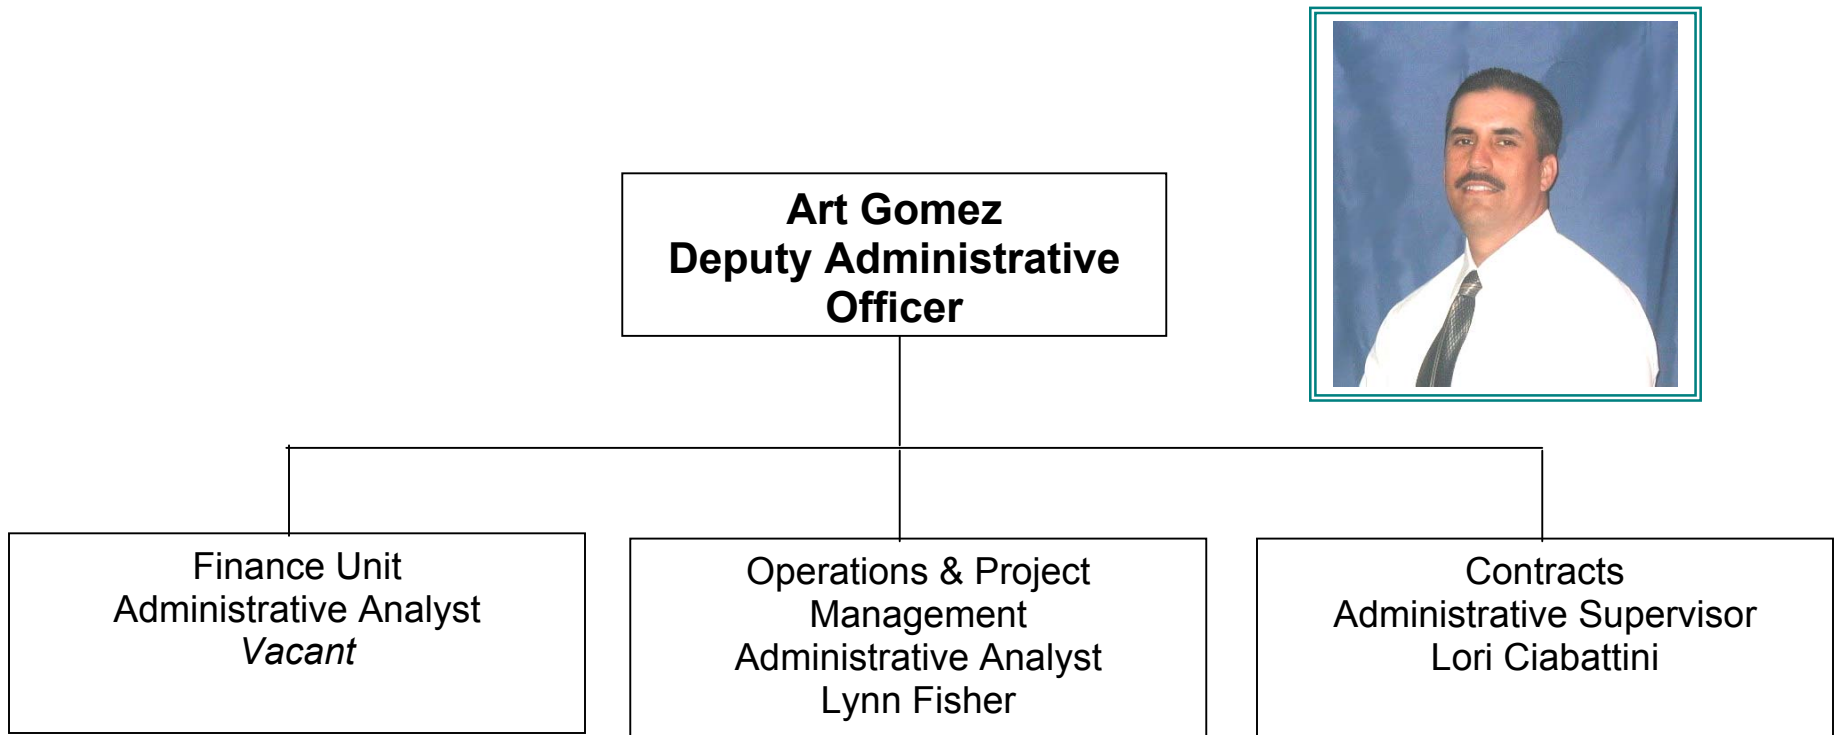 Art Gomez
Deputy Administrative
Officer
Finance Unit
Administrative Analyst
Vacant
Operations & Project
Management
Administrative Analyst
Lynn Fisher
Contracts
Administrative Supervisor
Lori Ciabattini